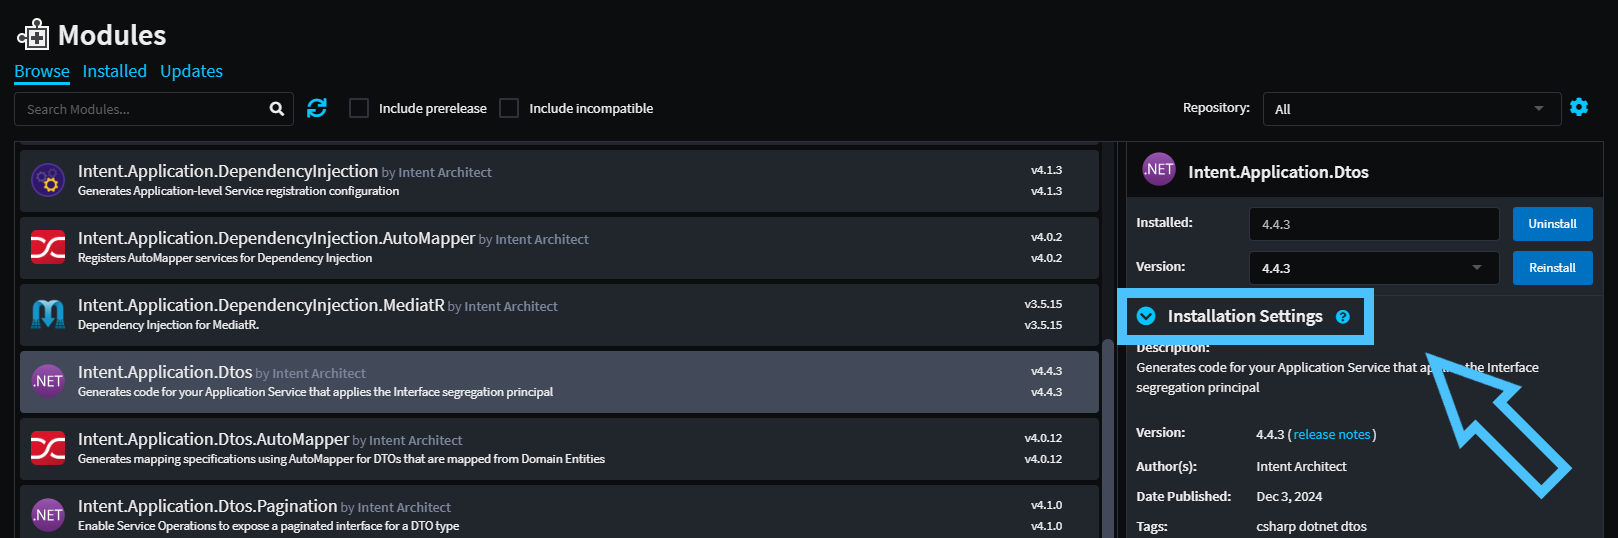 Modules
Browse Installed Updates
Search Modules... Include prerelease Include incompatible Repository: All
Intent.Application.DependencyInjection by Intent Architect v4.1.3
Generates Application-level Service registration configuration v4.1.3
Intent.Application.DependencyInjection.AutoMapper by Intent Architect v4.0.2
Registers AutoMapper services for Dependency Injection v4.0.2
Intent.Application.DependencyInjection.MediatR by Intent Architect v3.5.15
Dependency Injection for MediatR. v3.5.15
.NET
Intent.Application.Dtos by Intent Architect v4.4.3
Generates code for your Application Service that applies the Interface segregation principal v4.4.3
Intent.Application.Dtos.AutoMapper by Intent Architect v4.0.12
Generates mapping specifications using AutoMapper for DTOs that are mapped from Domain Entities v4.0.12
.NET
Intent.Application.Dtos.Pagination by Intent Architect v4.1.0
Enable Service Operations to expose a paginated interface for a DTO type v4.1.0
.NET Intent.Application.Dtos
Installed: 4.4.3 Uninstall
Version: 4.4.3 Reinstall
Installation Settings ?
Description:
Generates code for your Application Service that applies the Interface
segregation principal
Version: 4.4.3 (release notes)
Author(s): Intent Architect
Date Published: Dec 3, 2024
Tags: csharp dotnet dtos